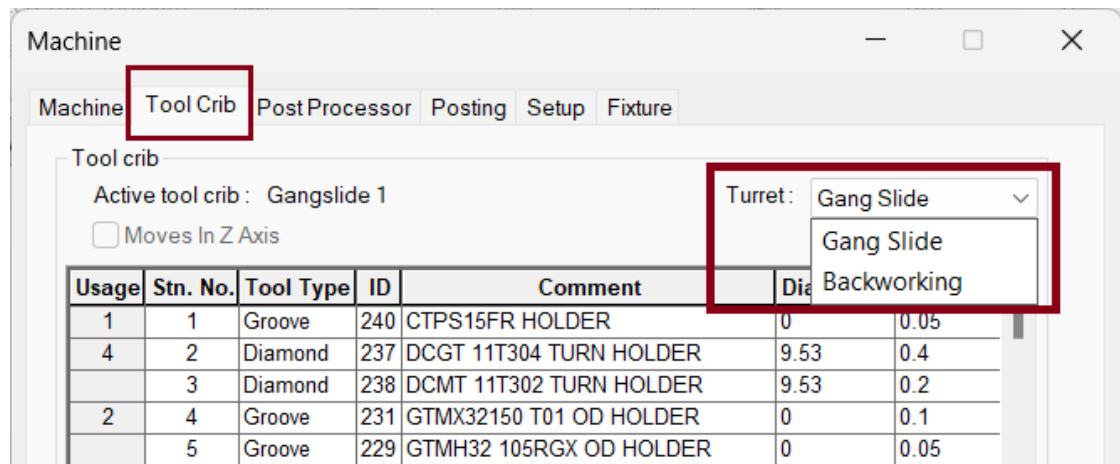 Machine
Machine Tool Crib Post Processor Posting Setup Fixture
Tool crib
Active tool crib : Gangslide 1 Turret : Gang Slide
Moves In Z Axis Gang Slide
Backworking
Usage Stn. No. Tool Type ID Comment Dia
1 1 Groove 240 CTPS15FR HOLDER 0 0.05
4 2 Diamond 237 DCGT 11T304 TURN HOLDER 9.53 0.4
3 Diamond 238 DCMT 11T302 TURN HOLDER 9.53 0.2
2 4 Groove 231 GTMX32150 T01 OD HOLDER 0 0.1
5 Groove 229 GTMH32 105RGX OD HOLDER 0 0.05